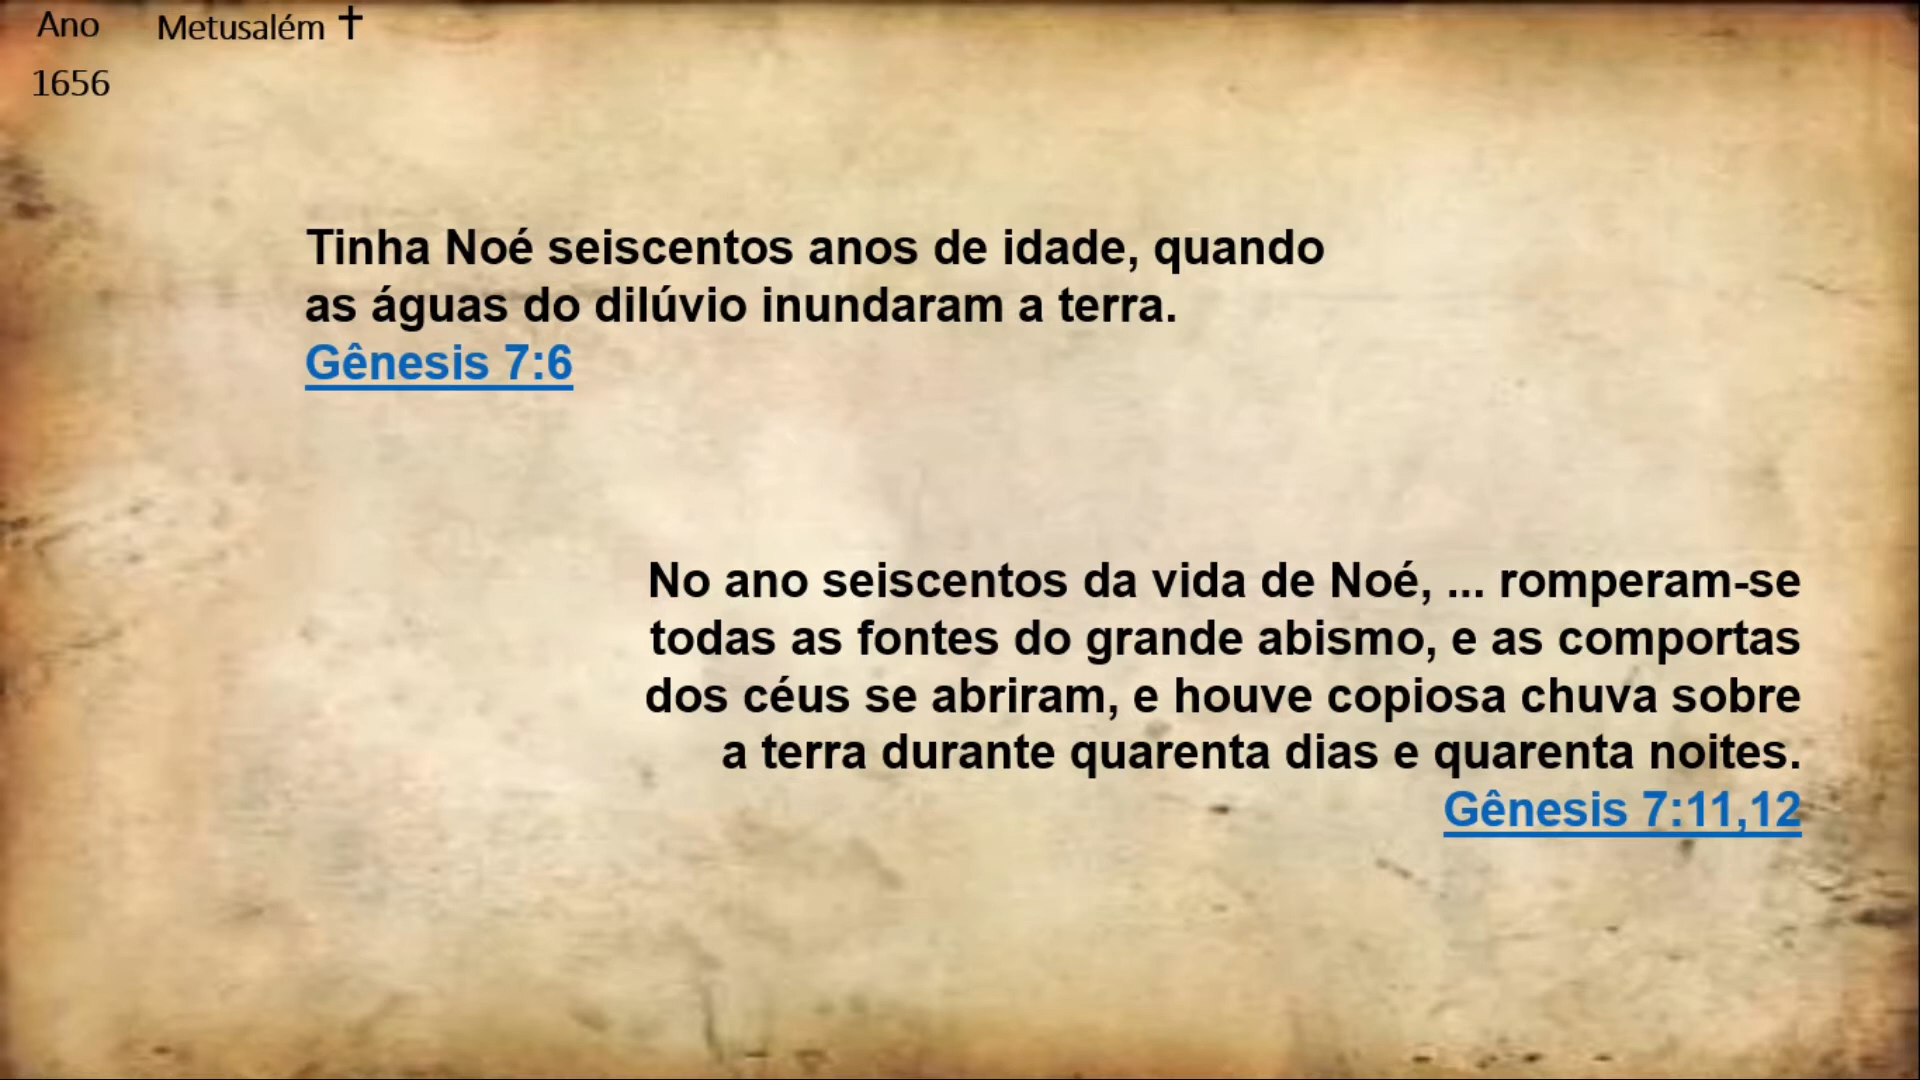 Ano
Metusalém ✝
1656
Tinha Noé seiscentos anos de idade, quando
as águas do dilúvio inundaram a terra.
Gênesis 7:6
No ano seiscentos da vida de Noé, ... romperam-se
todas as fontes do grande abismo, e as comportas
dos céus se abriram, e houve copiosa chuva sobre
a terra durante quarenta dias e quarenta noites.
Gênesis 7:11,12